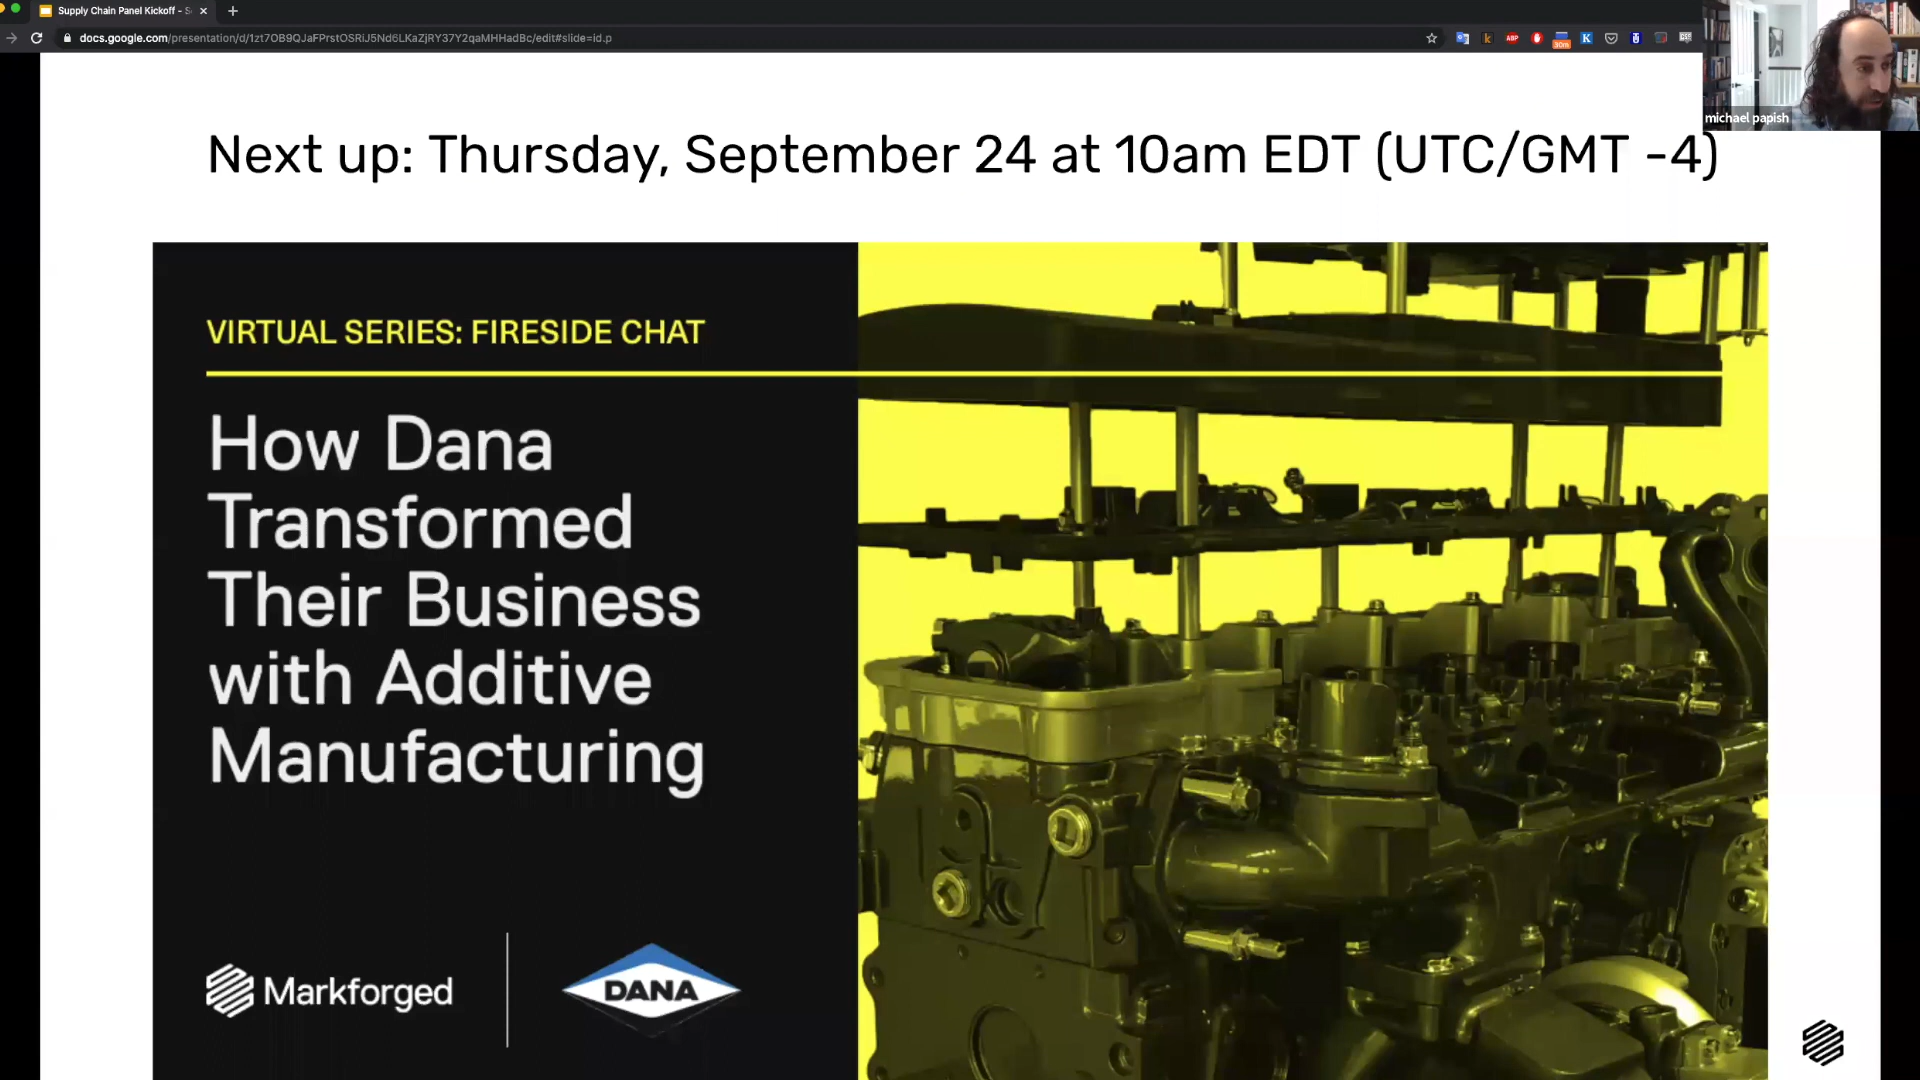 Supply Chain Panel Kickoff - S
docs.google.com/presentation/d/1zt7OB9QJaFPrstOSRiJ5Nd6LKaZjRY37Y2qaMHHadBc/edit#slide=id.p
ABP
30m
K
michael papish
Next up: Thursday, September 24 at 10am EDT (UTC/GMT -4)
VIRTUAL SERIES: FIRESIDE CHAT
How Dana
Transformed
Their Business
with Additive
Manufacturing
Markforged
DANA